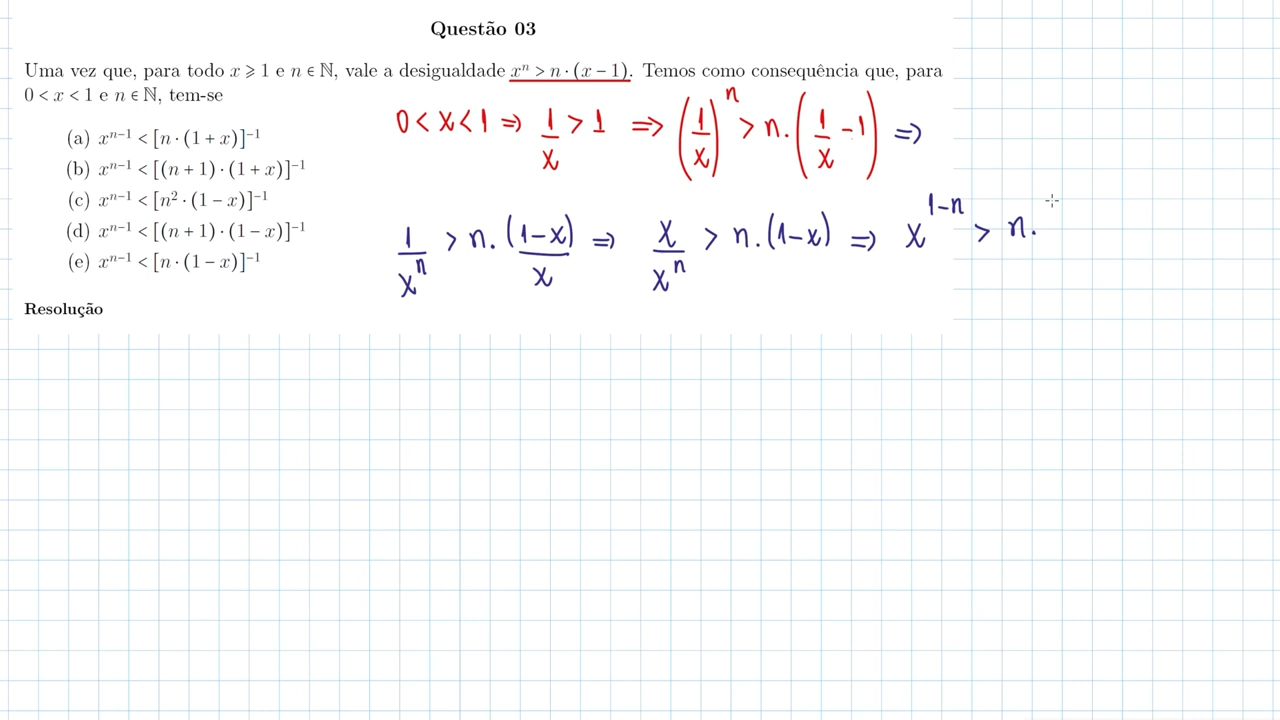 Questão 03
Uma vez que, para todo x ⩾ 1 e n ∈ ℕ, vale a desigualdade xⁿ > n · (x − 1). Temos como consequência que, para
0 < x < 1 e n ∈ ℕ, tem-se
(a) xⁿ⁻¹ < [n · (1 + x)]⁻¹
(b) xⁿ⁻¹ < [(n + 1) · (1 + x)]⁻¹
(c) xⁿ⁻¹ < [n² · (1 − x)]⁻¹
(d) xⁿ⁻¹ < [(n + 1) · (1 − x)]⁻¹
(e) xⁿ⁻¹ < [n · (1 − x)]⁻¹
Resolução
0 < x < 1 ⇒ 1/x > 1 ⇒ (1/x)ⁿ > n. (1/x − 1) ⇒
1/xⁿ > n. (1−x)/x ⇒ x/xⁿ > n. (1−x) ⇒ x¹⁻ⁿ > n.